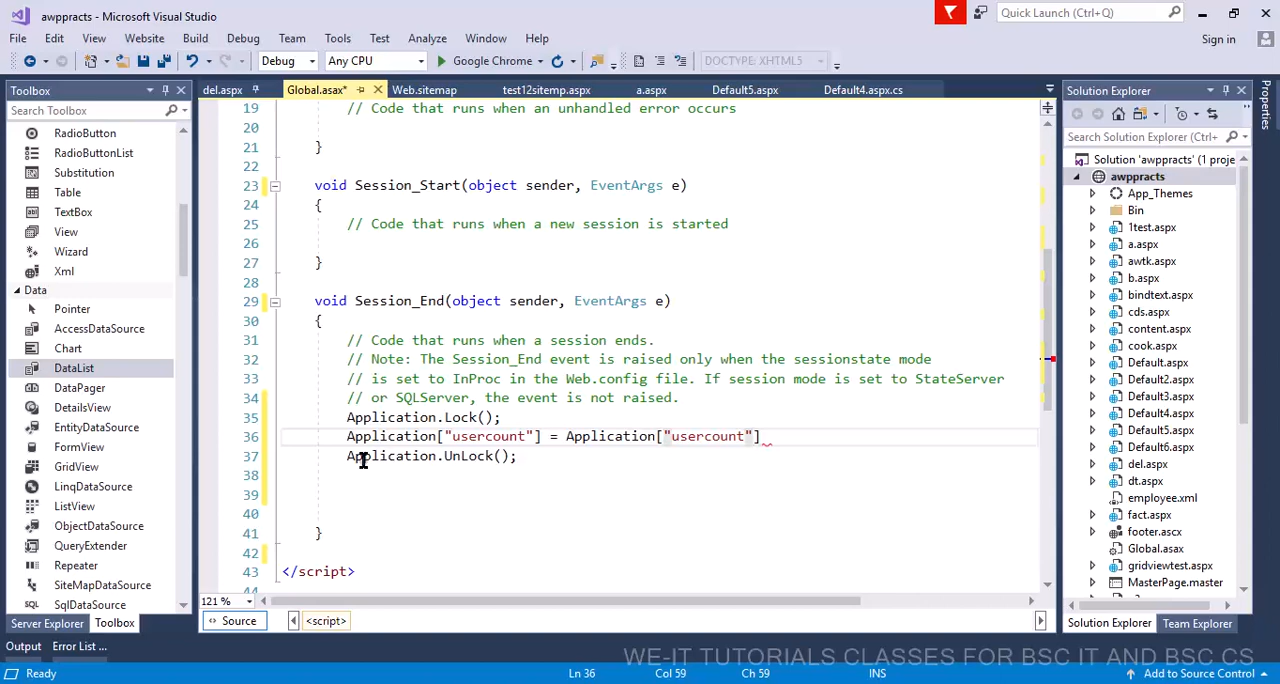 awppracts - Microsoft Visual Studio
Quick Launch (Ctrl+Q)
File Edit View Website Build Debug Team Tools Test Analyze Window Help
Sign in
Debug Any CPU Google Chrome DOCTYPE: XHTML5
Toolbox
del.aspx Global.asax* Web.sitemap test12sitemp.aspx a.aspx Default5.aspx Default4.aspx.cs
Solution Explorer
Properties
Search Toolbox
Search Solution Explorer (Ctrl+
RadioButton
RadioButtonList
Substitution
Table
TextBox
View
Wizard
Xml
Data
Pointer
AccessDataSource
Chart
DataList
DataPager
DetailsView
EntityDataSource
FormView
GridView
LinqDataSource
ListView
ObjectDataSource
QueryExtender
Repeater
SiteMapDataSource
SqlDataSource
Server Explorer Toolbox
19 // Code that runs when an unhandled error occurs
20
21 }
22
23 void Session_Start(object sender, EventArgs e)
24 {
25 // Code that runs when a new session is started
26
27 }
28
29 void Session_End(object sender, EventArgs e)
30 {
31 // Code that runs when a session ends.
32 // Note: The Session_End event is raised only when the sessionstate mode
33 // is set to InProc in the Web.config file. If session mode is set to StateServer
34 // or SQLServer, the event is not raised.
35 Application.Lock();
36 Application["usercount"] = Application["usercount"]
37 Application.UnLock();
38
39
40
41 }
42
43 </script>
44
121 %
Source <script>
Solution 'awppracts' (1 proje
awppracts
App_Themes
Bin
1test.aspx
a.aspx
awtk.aspx
b.aspx
bindtext.aspx
cds.aspx
content.aspx
cook.aspx
Default.aspx
Default2.aspx
Default3.aspx
Default4.aspx
Default5.aspx
Default6.aspx
del.aspx
dt.aspx
employee.xml
fact.aspx
footer.ascx
Global.asax
gridviewtest.aspx
MasterPage.master
Solution Explorer Team Explorer
Output Error List ...
WE-IT TUTORIALS CLASSES FOR BSC IT AND BSC CS
Ready Ln 36 Col 59 Ch 59 INS Add to Source Control